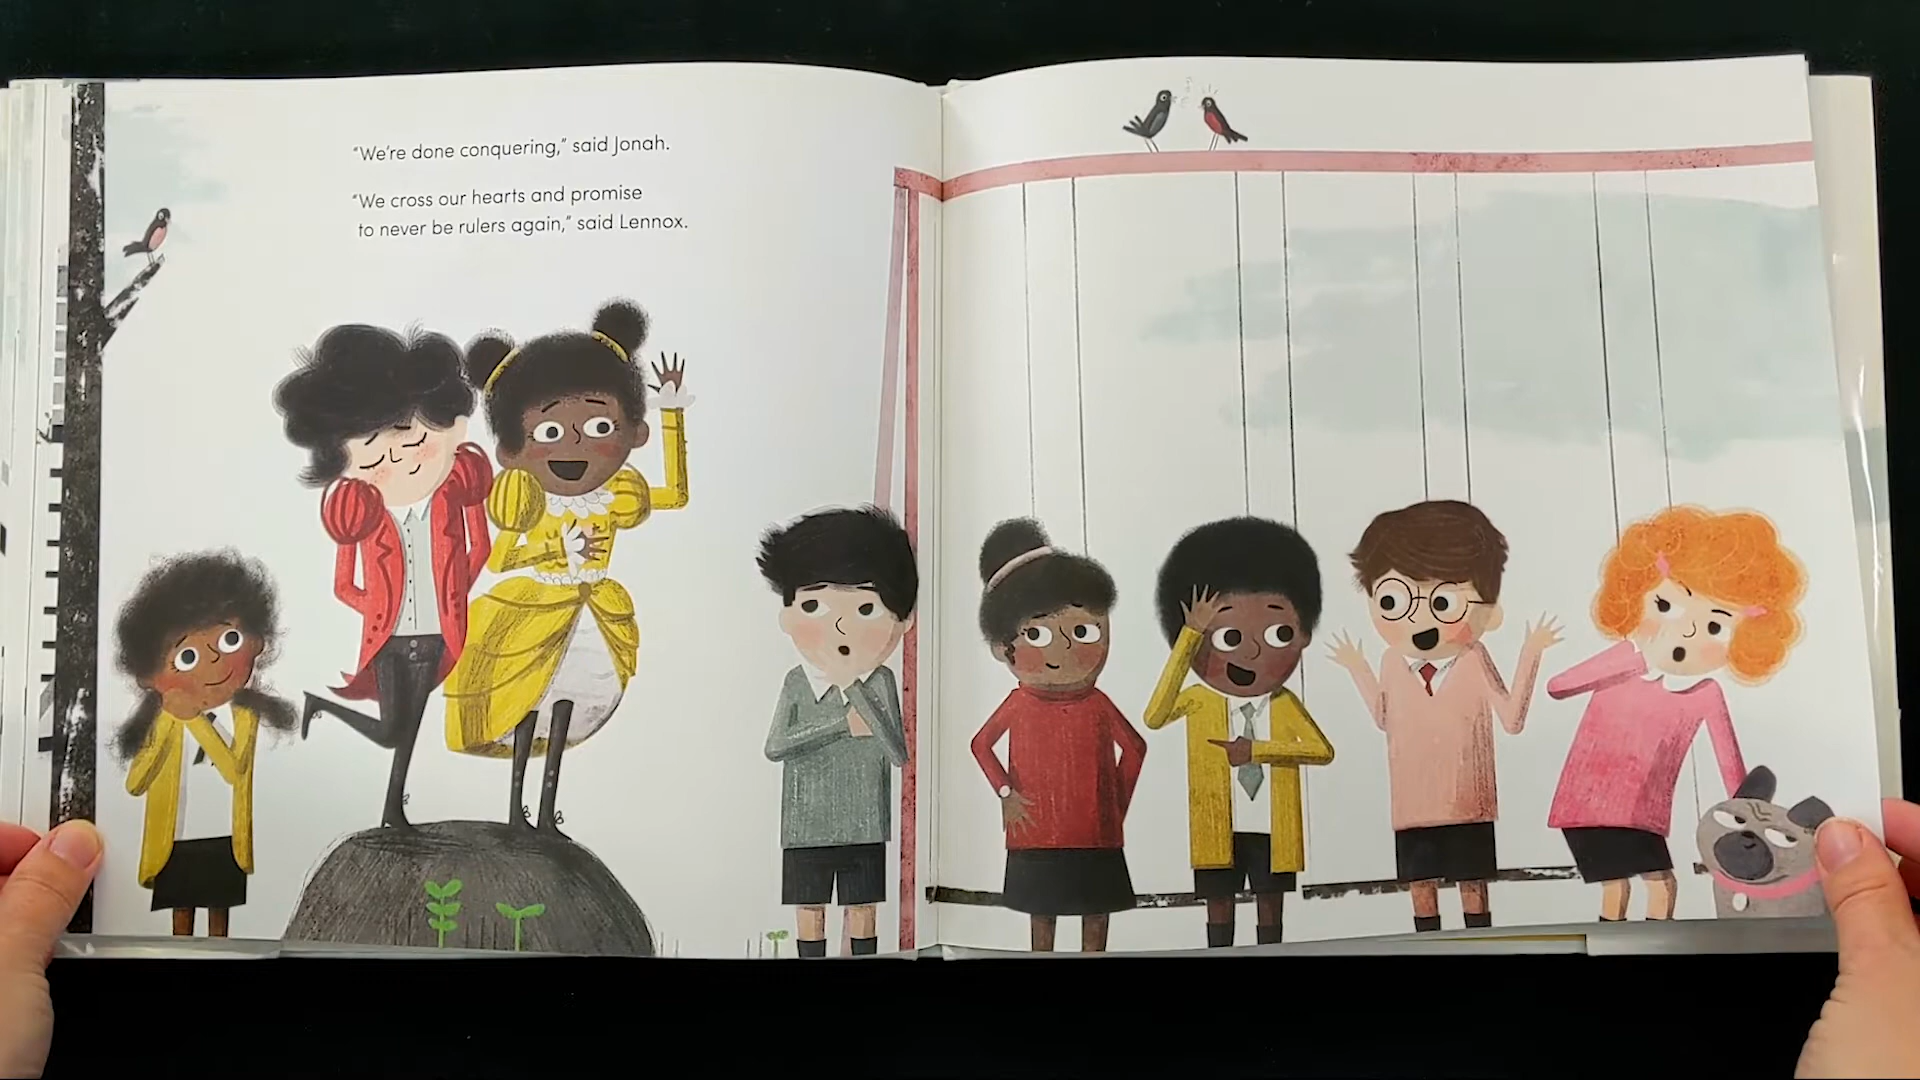 “We’re done conquering,” said Jonah.
“We cross our hearts and promise
to never be rulers again,” said Lennox.